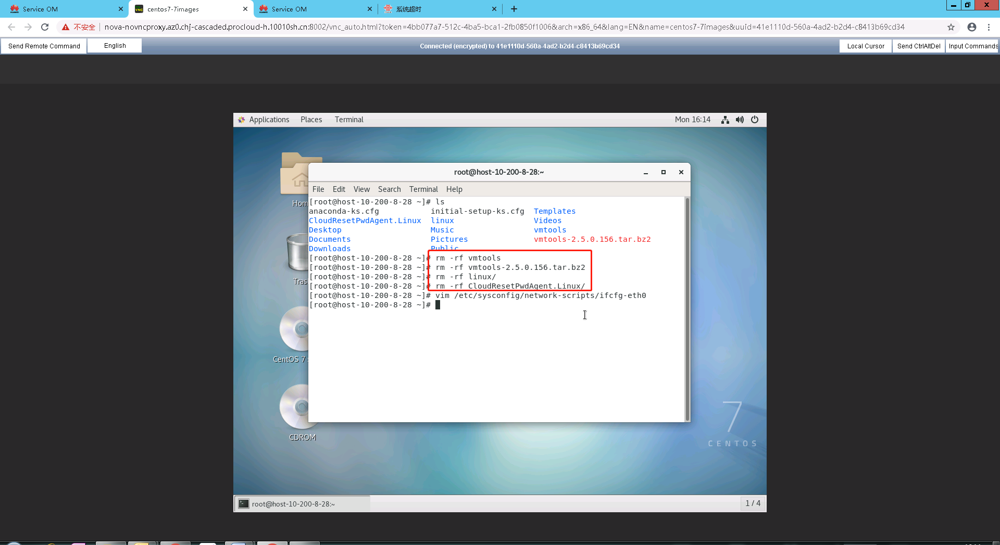 Service OM
centos7-7images
Service OM
系统超时
不安全
nova-novncproxy.az0.chj-cascaded.procloud-h.10010sh.cn:8002/vnc_auto.html?token=4bb077a7-512c-4ba5-bca1-2fb0850f1006&arch=x86_64&lang=EN&name=centos7-7images&uuid=41e1110d-560a-4ad2-b2d4-c8413b69cd34
Send Remote Command
English
Connected (encrypted) to 41e1110d-560a-4ad2-b2d4-c8413b69cd34
Local Cursor
Send CtrlAltDel
Input Commands
Applications Places Terminal
Mon 16:14
root@host-10-200-8-28:~
File Edit View Search Terminal Help
[root@host-10-200-8-28 ~]# ls
anaconda-ks.cfg initial-setup-ks.cfg Templates
CloudResetPwdAgent.Linux linux Videos
Desktop Music vmtools
Documents Pictures vmtools-2.5.0.156.tar.bz2
Downloads Public
[root@host-10-200-8-28 ~]# rm -rf vmtools
[root@host-10-200-8-28 ~]# rm -rf vmtools-2.5.0.156.tar.bz2
[root@host-10-200-8-28 ~]# rm -rf linux/
[root@host-10-200-8-28 ~]# rm -rf CloudResetPwdAgent.Linux/
[root@host-10-200-8-28 ~]# vim /etc/sysconfig/network-scripts/ifcfg-eth0
[root@host-10-200-8-28 ~]#
Hom
Tras
CentOS 7
CDROM
7
CENTOS
root@host-10-200-8-28:~
1 / 4